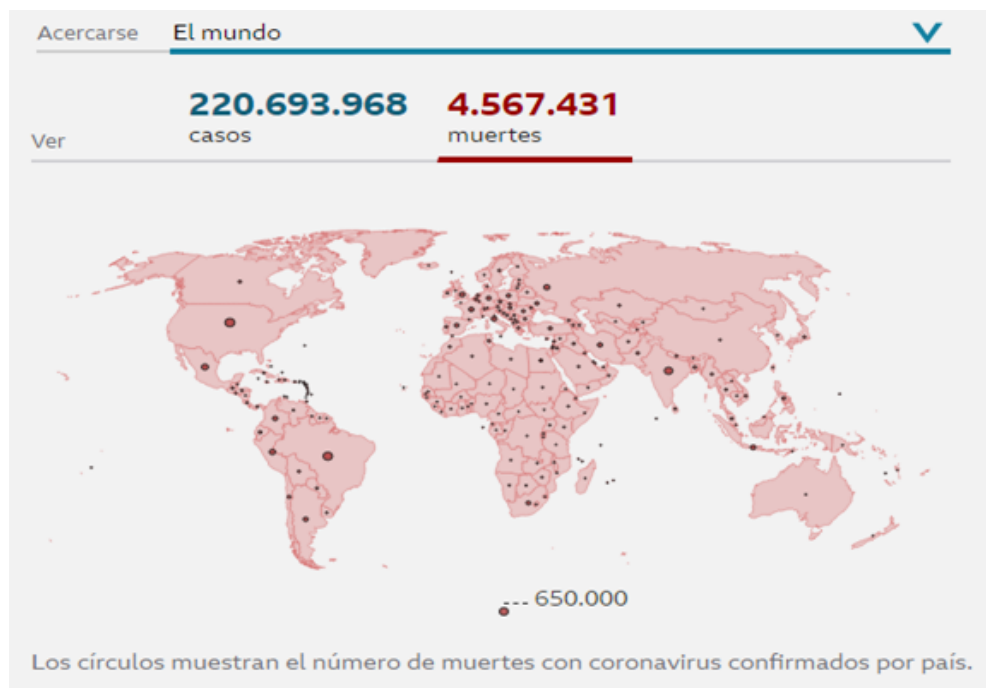 Acercarse El mundo
220.693.968 4.567.431
Ver casos muertes
650.000
Los círculos muestran el número de muertes con coronavirus confirmados por país.